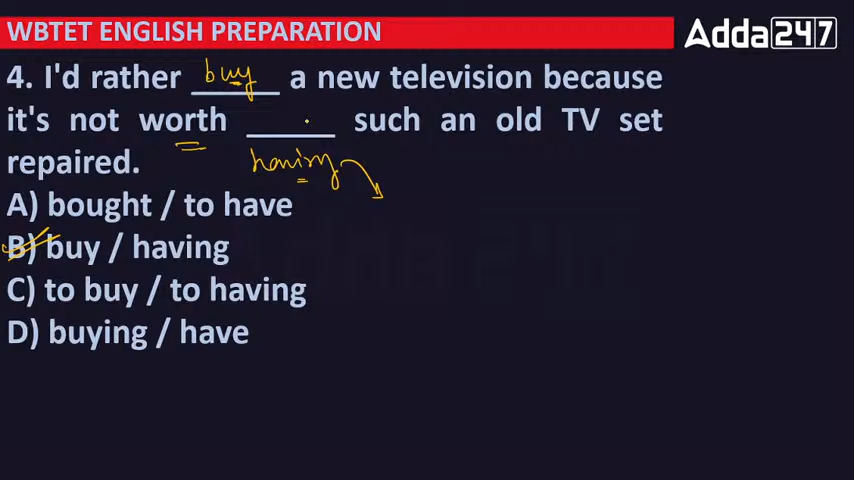 WBTET ENGLISH PREPARATION
Adda247
4. I'd rather buy a new television because
it's not worth having such an old TV set
repaired.
A) bought / to have
B) buy / having
C) to buy / to having
D) buying / have